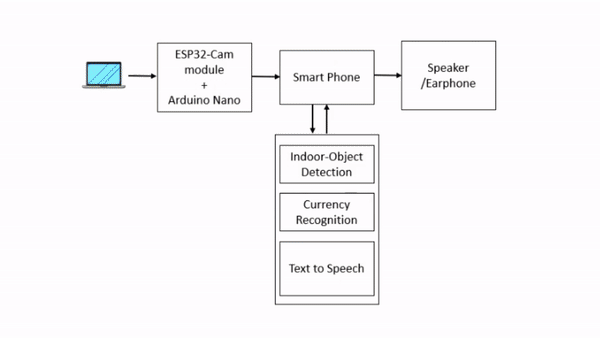 ESP32-Cam
module
+
Arduino Nano
Smart Phone
Speaker
/Earphone
Indoor-Object
Detection
Currency
Recognition
Text to Speech